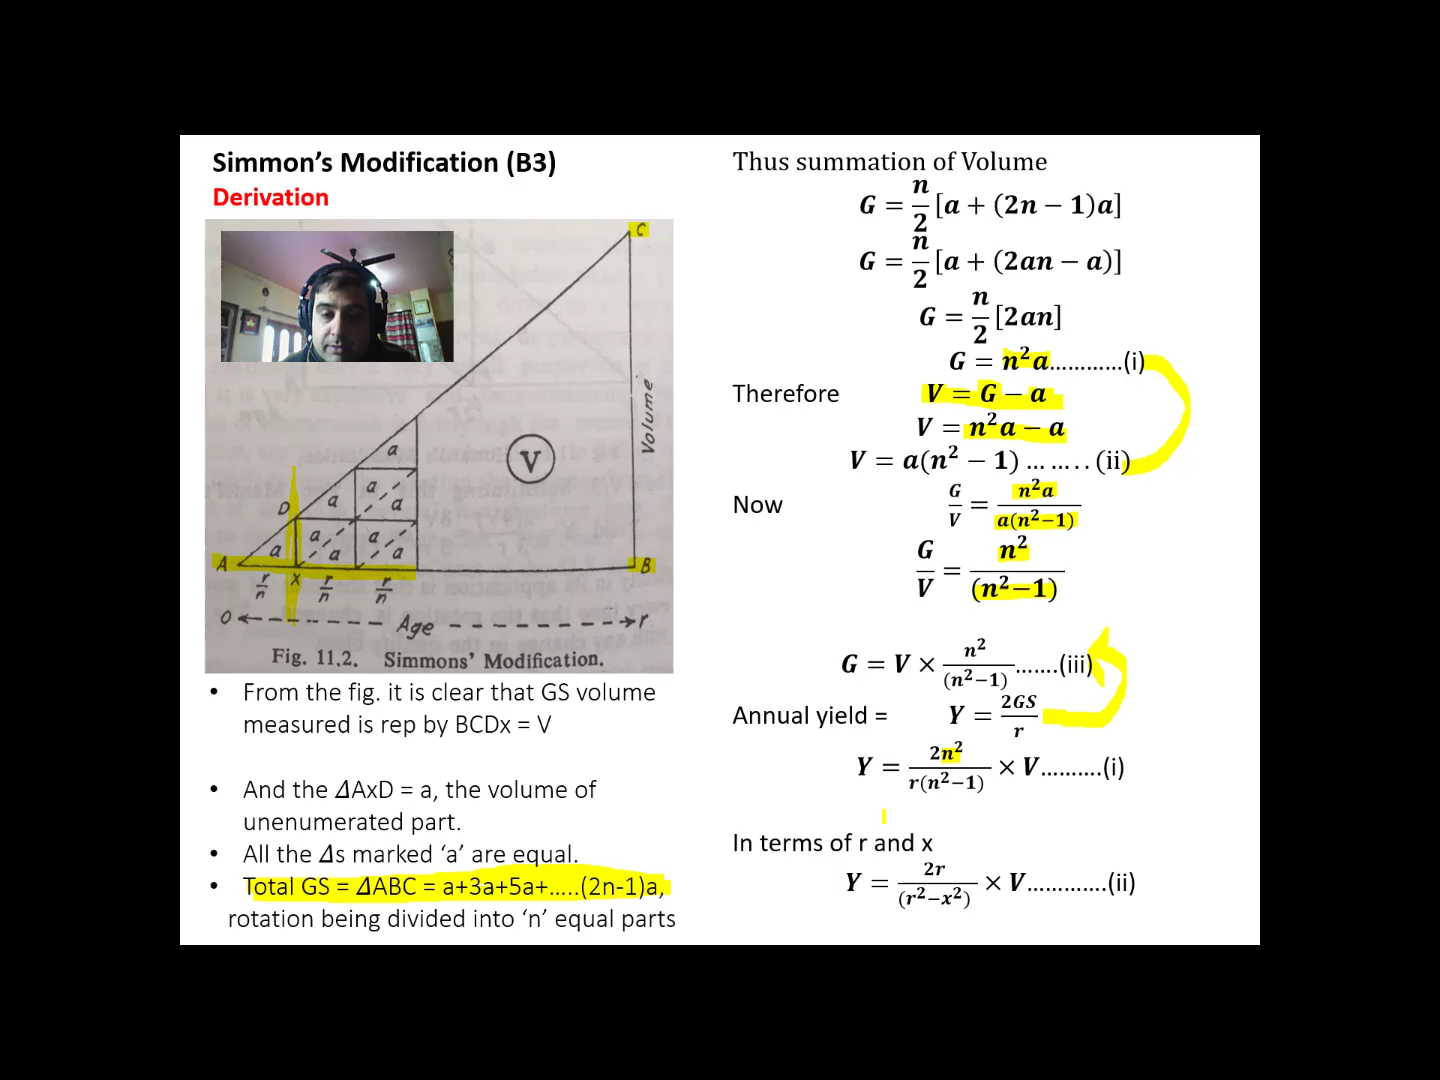 Simmon's Modification (B3)
Derivation
C
Volume
V
a
a
a
a
D
a
a
a
a
a
A
x
B
r/n
r/n
r/n
0 Age r
Fig. 11.2. Simmons' Modification.
• From the fig. it is clear that GS volume
measured is rep by BCDx = V
• And the ΔAxD = a, the volume of
unenumerated part.
• All the Δs marked 'a' are equal.
• Total GS = ΔABC = a+3a+5a+.....(2n-1)a,
rotation being divided into 'n' equal parts
Thus summation of Volume
G = n/2 [a + (2n − 1)a]
G = n/2 [a + (2an − a)]
G = n/2 [2an]
G = n²a…………(i)
Therefore V = G − a
V = n²a − a
V = a(n² − 1) … … . . (ii)
Now G/V = n²a/a(n²−1)
G/V = n²/(n²−1)
G = V × n²/(n²−1) …….(iii)
Annual yield = Y = 2GS/r
Y = 2n²/r(n²−1) × V……….(i)
In terms of r and x
Y = 2r/(r²−x²) × V………….(ii)